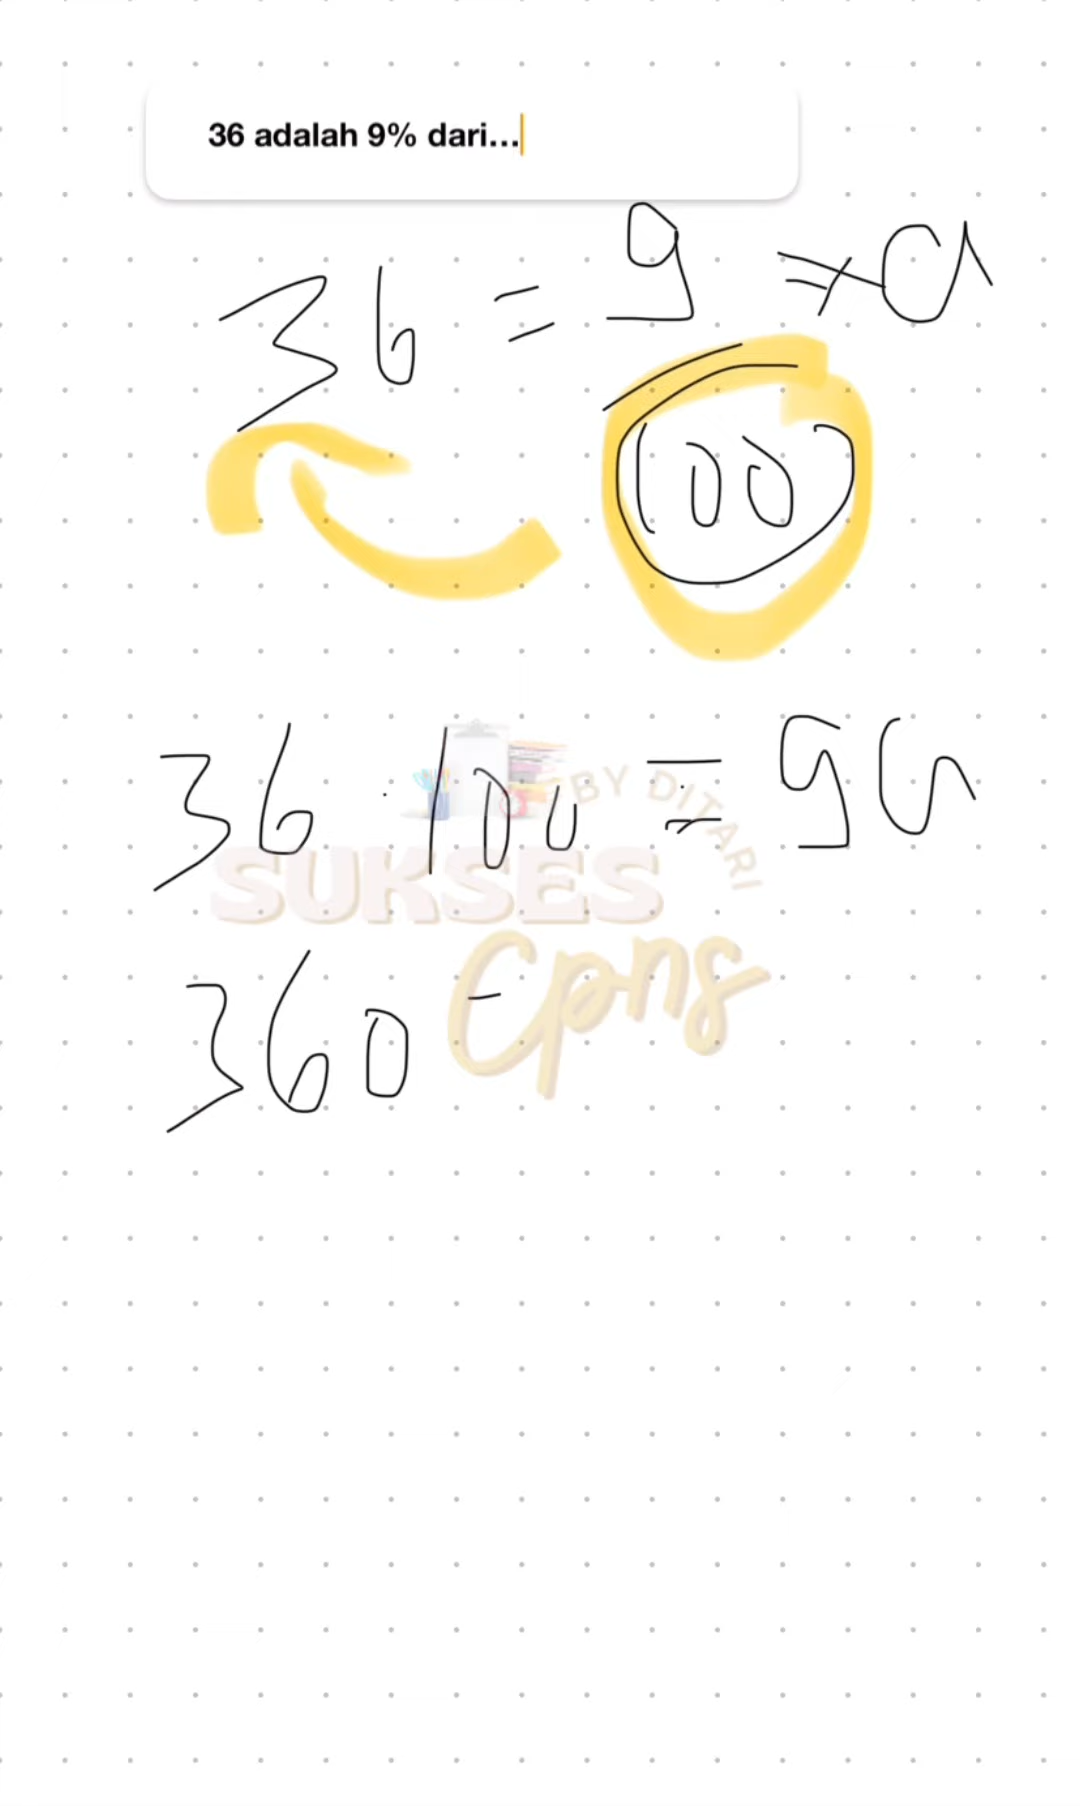 36 adalah 9% dari...
36 = 9 × a
100
36 . 100 = 9a
BY DITARI
SUKSES
360 -
Cpns